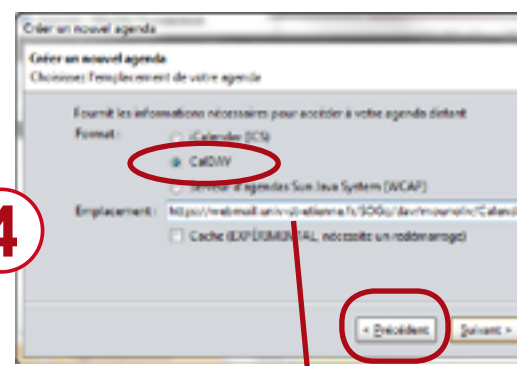 Créer un nouvel agenda
Créer un nouvel agenda
Choisissez l'emplacement de votre agenda
Fournit les informations nécessaires pour accéder à votre agenda distant
Format :
iCalendar (ICS)
CalDAV
Serveur d'agendas Sun Java System (WCAP)
Emplacement :
Cache (EXPÉRIMENTAL, nécessite un redémarrage)
4
< Précédent
Suivant >